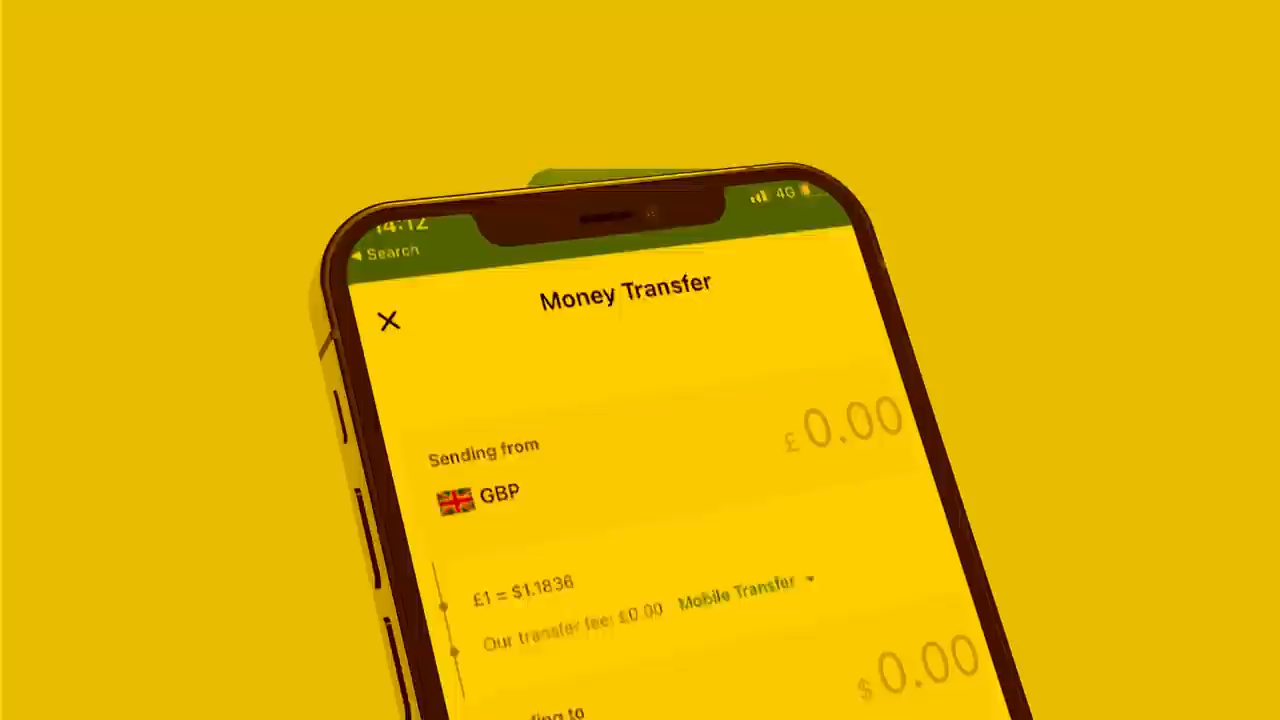 14:12
4G
◀ Search
Money Transfer
£ 0.00
Sending from
GBP
£1 = $1.1836
Our transfer fee: £0.00 Mobile Transfer
$ 0.00
to